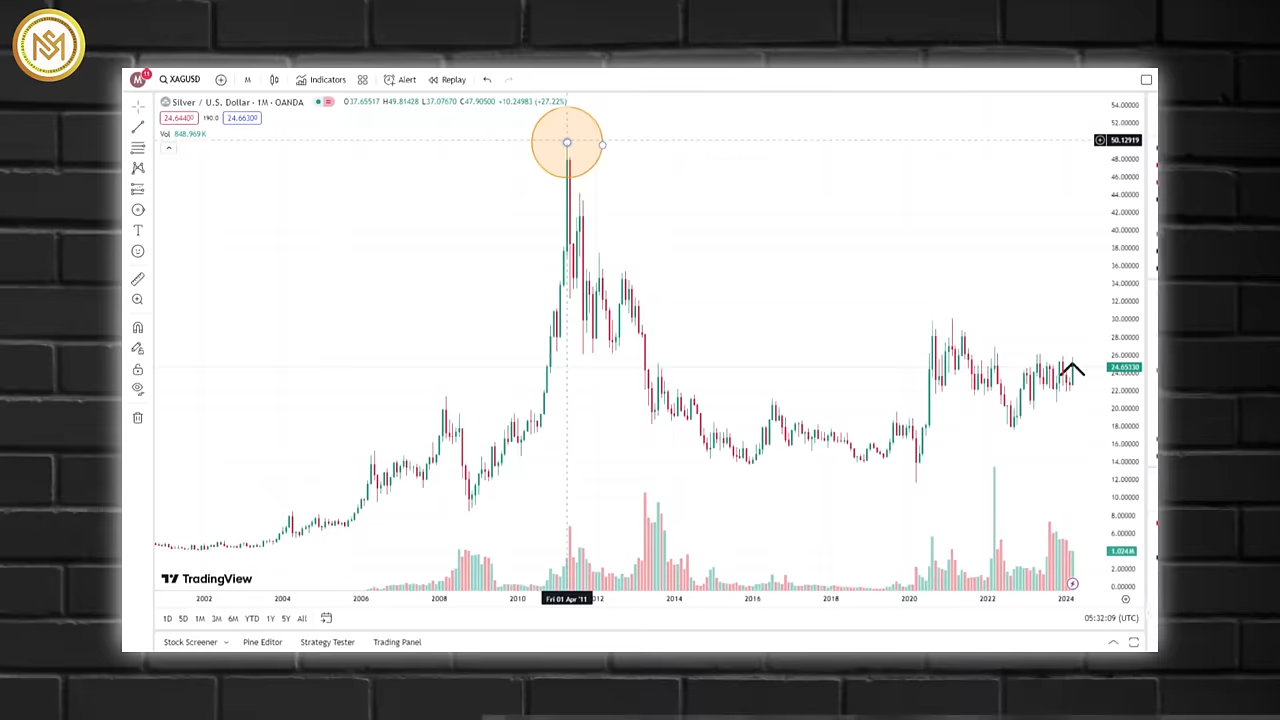 SM
M 11 XAGUSD M Indicators Alert Replay
Silver / U.S. Dollar · 1M · OANDA O37.65517 H49.81428 L37.07670 C47.90500 +10.24983 (+27.22%)
24.64400 190.0 24.66300
Vol 848.969K
54.00000
52.00000
50.12919
48.00000
46.00000
44.00000
42.00000
40.00000
38.00000
36.00000
34.00000
32.00000
30.00000
28.00000
26.00000
24.65330
24.00000
22.00000
20.00000
18.00000
16.00000
14.00000
12.00000
10.00000
8.00000
6.00000
1.024M
2.00000
0.00000
TradingView
2002 2004 2006 2008 2010 Fri 01 Apr '11 2014 2016 2018 2020 2022 2024
1D 5D 1M 3M 6M YTD 1Y 5Y All 05:32:09 (UTC)
Stock Screener Pine Editor Strategy Tester Trading Panel